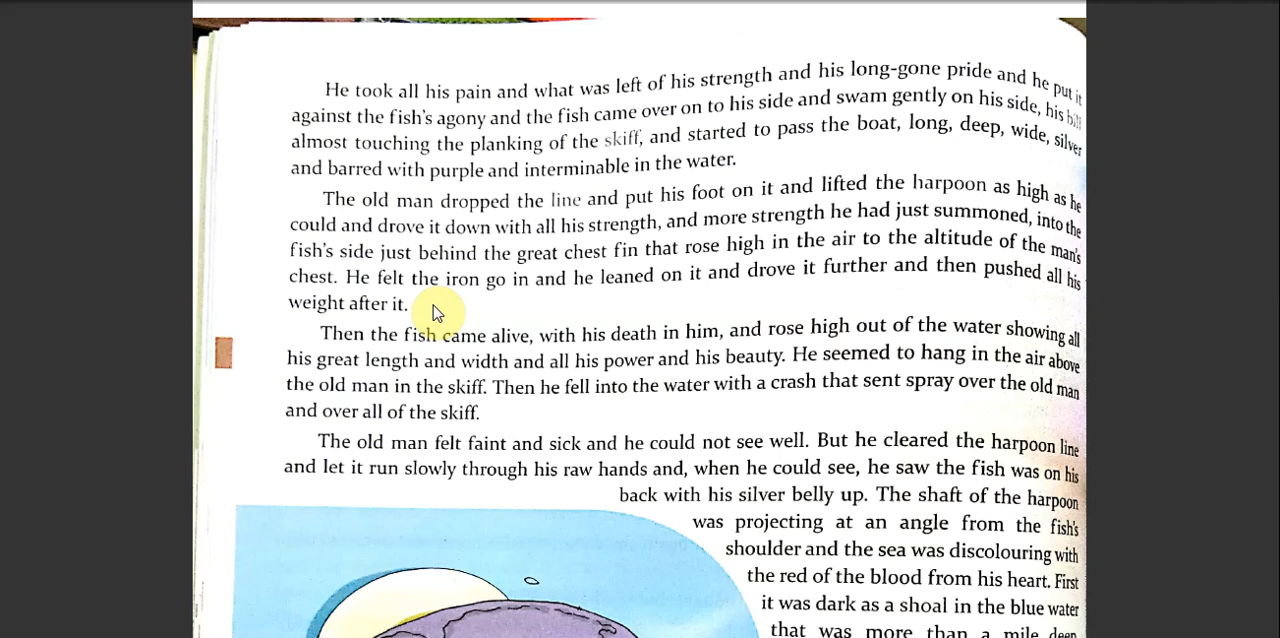 He took all his pain and what was left of his strength and his long-gone pride and he put it
against the fish's agony and the fish came over on to his side and swam gently on his side, his bill
almost touching the planking of the skiff, and started to pass the boat, long, deep, wide, silver
and barred with purple and interminable in the water.
The old man dropped the line and put his foot on it and lifted the harpoon as high as he
could and drove it down with all his strength, and more strength he had just summoned, into the
fish's side just behind the great chest fin that rose high in the air to the altitude of the man's
chest. He felt the iron go in and he leaned on it and drove it further and then pushed all his
weight after it.
Then the fish came alive, with his death in him, and rose high out of the water showing all
his great length and width and all his power and his beauty. He seemed to hang in the air above
the old man in the skiff. Then he fell into the water with a crash that sent spray over the old man
and over all of the skiff.
The old man felt faint and sick and he could not see well. But he cleared the harpoon line
and let it run slowly through his raw hands and, when he could see, he saw the fish was on his
back with his silver belly up. The shaft of the harpoon
was projecting at an angle from the fish's
shoulder and the sea was discolouring with
the red of the blood from his heart. First
it was dark as a shoal in the blue water
that was more than a mile deep.